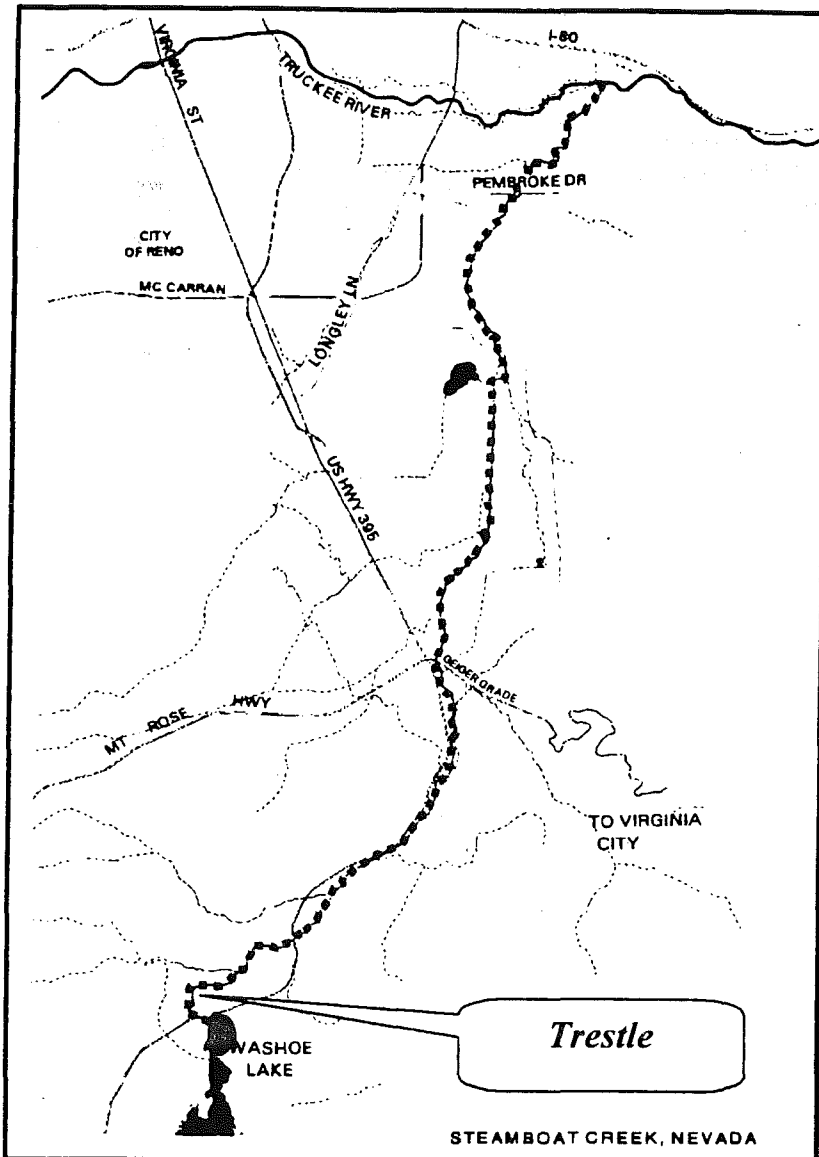 I-80
VIRGINIA ST
TRUCKEE RIVER
PEMBROKE DR
CITY
OF RENO
MC CARRAN
LONGLEY LN
US HWY 395
GEIGER GRADE
MT ROSE HWY
TO VIRGINIA
CITY
Trestle
WASHOE
LAKE
STEAMBOAT CREEK, NEVADA